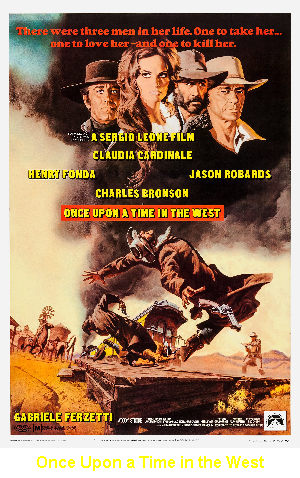 There were three men in her life. One to take her...
one to love her–and one to kill her.
A SERGIO LEONE FILM
CLAUDIA CARDINALE
HENRY FONDA
JASON ROBARDS
CHARLES BRONSON
ONCE UPON A TIME IN THE WEST
GABRIELE FERZETTI
Once Upon a Time in the West